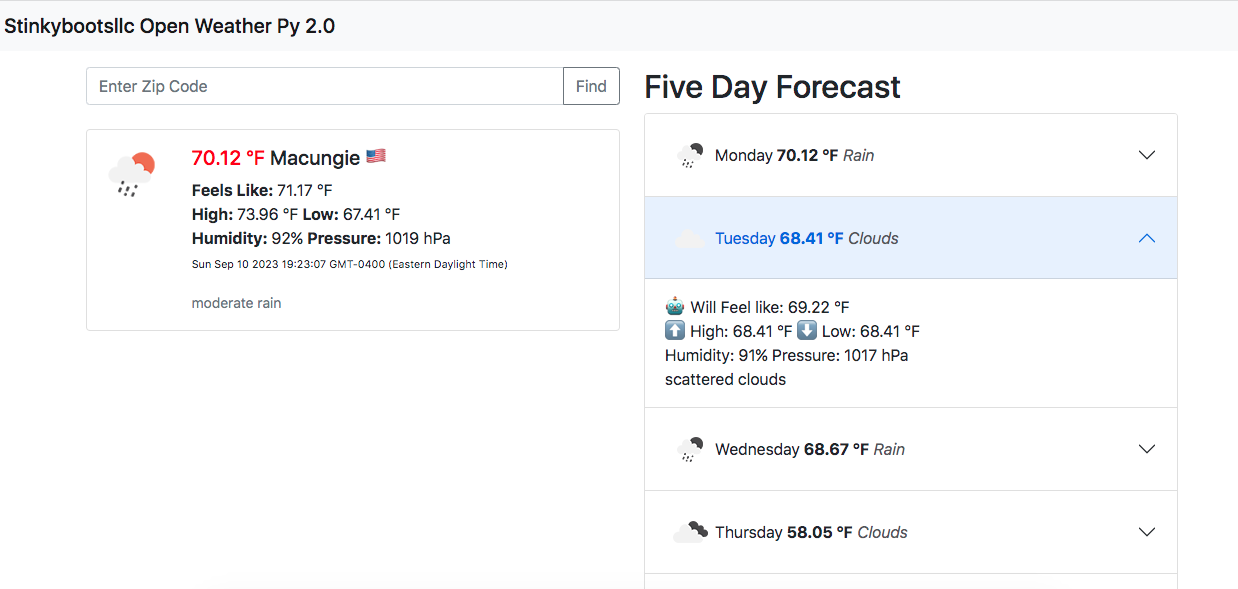 Stinkybootsllc Open Weather Py 2.0
Enter Zip Code
Find
70.12 °F Macungie 🇺🇸
Feels Like: 71.17 °F
High: 73.96 °F Low: 67.41 °F
Humidity: 92% Pressure: 1019 hPa
Sun Sep 10 2023 19:23:07 GMT-0400 (Eastern Daylight Time)
moderate rain
Five Day Forecast
Monday 70.12 °F Rain
Tuesday 68.41 °F Clouds
🤖 Will Feel like: 69.22 °F
⬆️ High: 68.41 °F ⬇️ Low: 68.41 °F
Humidity: 91% Pressure: 1017 hPa
scattered clouds
Wednesday 68.67 °F Rain
Thursday 58.05 °F Clouds